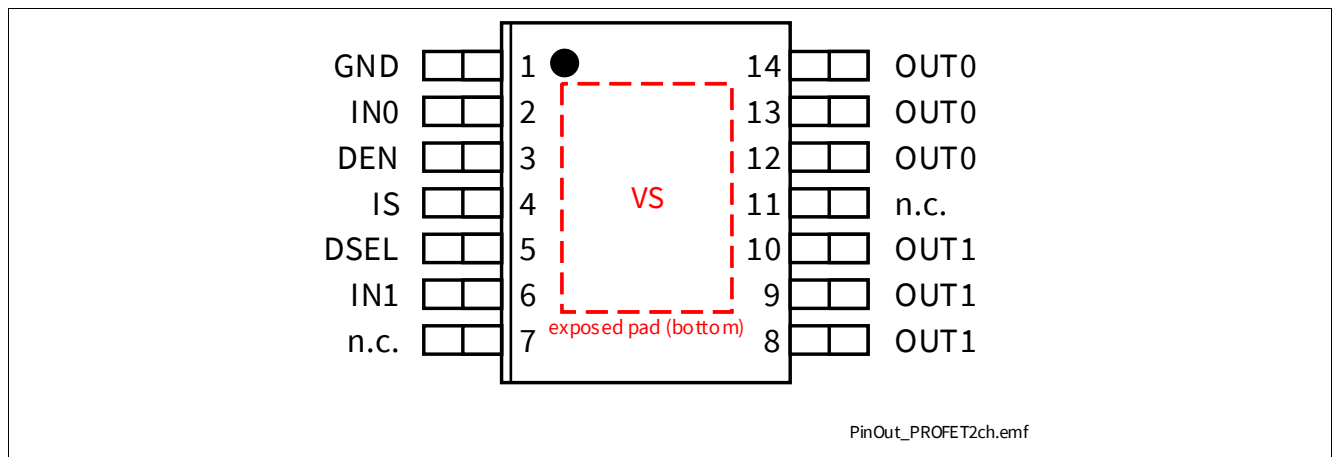 GND 1 14 OUT0
IN0 2 13 OUT0
DEN 3 12 OUT0
IS 4 VS 11 n.c.
DSEL 5 10 OUT1
IN1 6 9 OUT1
exposed pad (bottom)
n.c. 7 8 OUT1
PinOut_PROFET2ch.emf